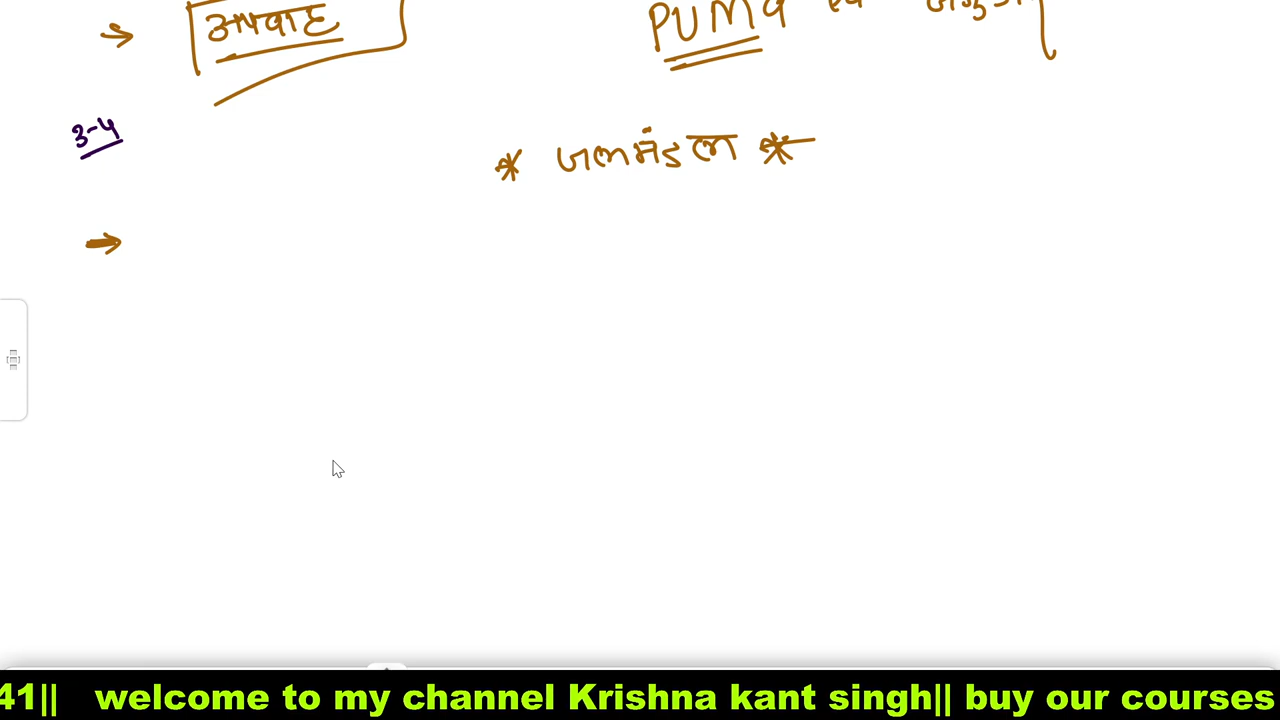 → अपवाह PUMA
3-4
* जलमंडल *
→
41|| welcome to my channel Krishna kant singh|| buy our courses